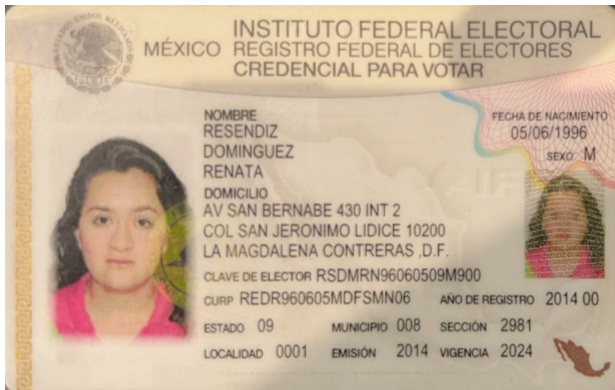 ESTADOS UNIDOS MEXICANOS
MÉXICO
INSTITUTO FEDERAL ELECTORAL
REGISTRO FEDERAL DE ELECTORES
CREDENCIAL PARA VOTAR
NOMBRE
RESENDIZ
DOMINGUEZ
RENATA
FECHA DE NACIMIENTO
05/06/1996
SEXO M
DOMICILIO
AV SAN BERNABE 430 INT 2
COL SAN JERONIMO LIDICE 10200
LA MAGDALENA CONTRERAS ,D.F.
CLAVE DE ELECTOR RSDMRN96060509M900
CURP REDR960605MDFSMN06 AÑO DE REGISTRO 2014 00
ESTADO 09 MUNICIPIO 008 SECCIÓN 2981
LOCALIDAD 0001 EMISIÓN 2014 VIGENCIA 2024